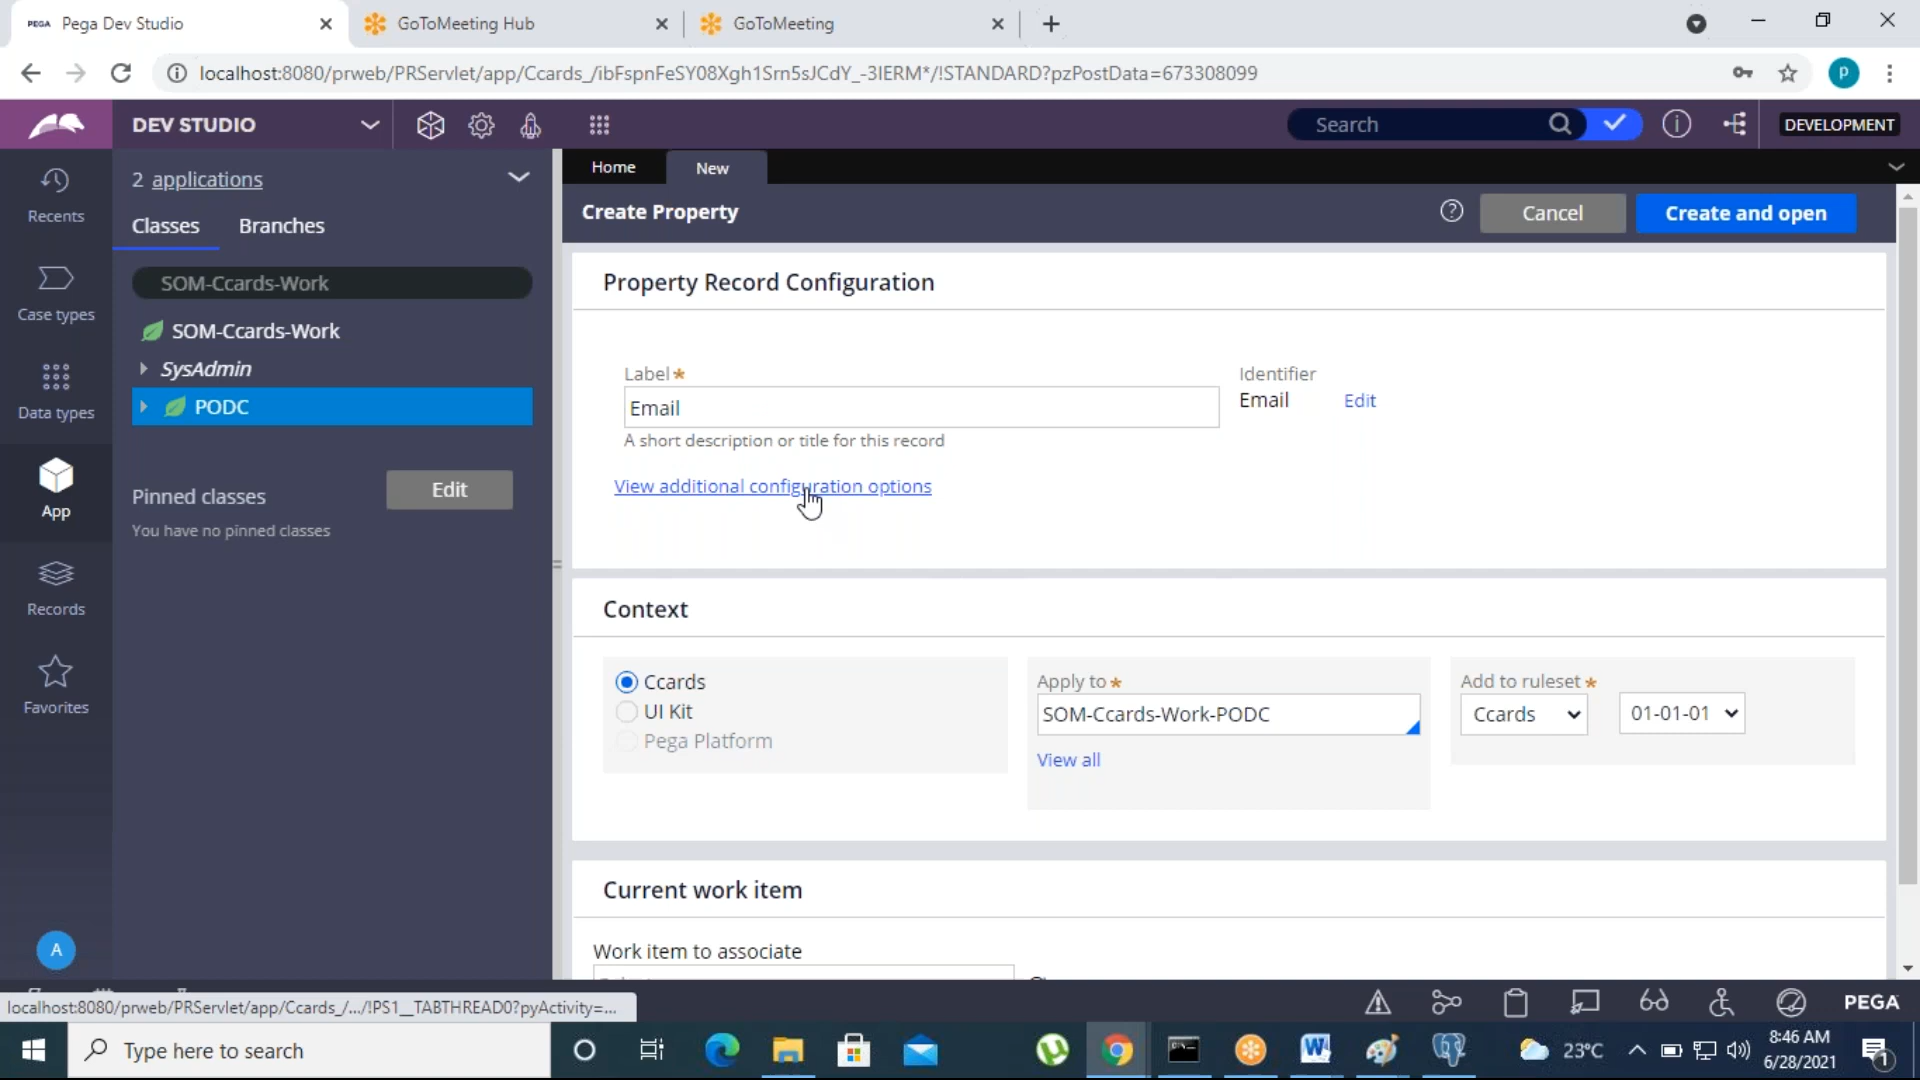 PEGA Pega Dev Studio
GoToMeeting Hub
GoToMeeting
localhost:8080/prweb/PRServlet/app/Ccards_/ibFspnFeSY08Xgh1Srn5sJCdY_-3IERM*/!STANDARD?pzPostData=673308099
P
DEV STUDIO
Search
DEVELOPMENT
Recents
Case types
Data types
App
Records
Favorites
A
2 applications
Classes
Branches
SOM-Ccards-Work
SOM-Ccards-Work
SysAdmin
PODC
Pinned classes
Edit
You have no pinned classes
Home
New
Create Property
Cancel
Create and open
Property Record Configuration
Label*
Email
A short description or title for this record
Identifier
Email
Edit
View additional configuration options
Context
Ccards
UI Kit
Pega Platform
Apply to*
SOM-Ccards-Work-PODC
View all
Add to ruleset*
Ccards
01-01-01
Current work item
Work item to associate
localhost:8080/prweb/PRServlet/app/Ccards_/.../!PS1__TABTHREAD0?pyActivity=...
PEGA
Type here to search
23°C
8:46 AM
6/28/2021
1